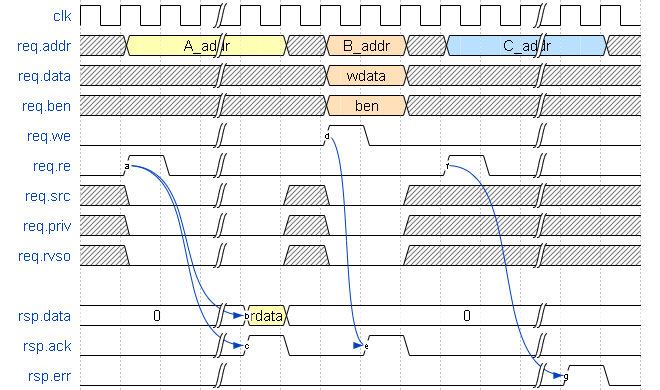 clk
req.addr A_addr B_addr C_addr
req.data wdata
req.ben ben
req.we d
req.re a f
req.src
req.priv
req.rvso
rsp.data 0 b rdata 0
rsp.ack c e
rsp.err g